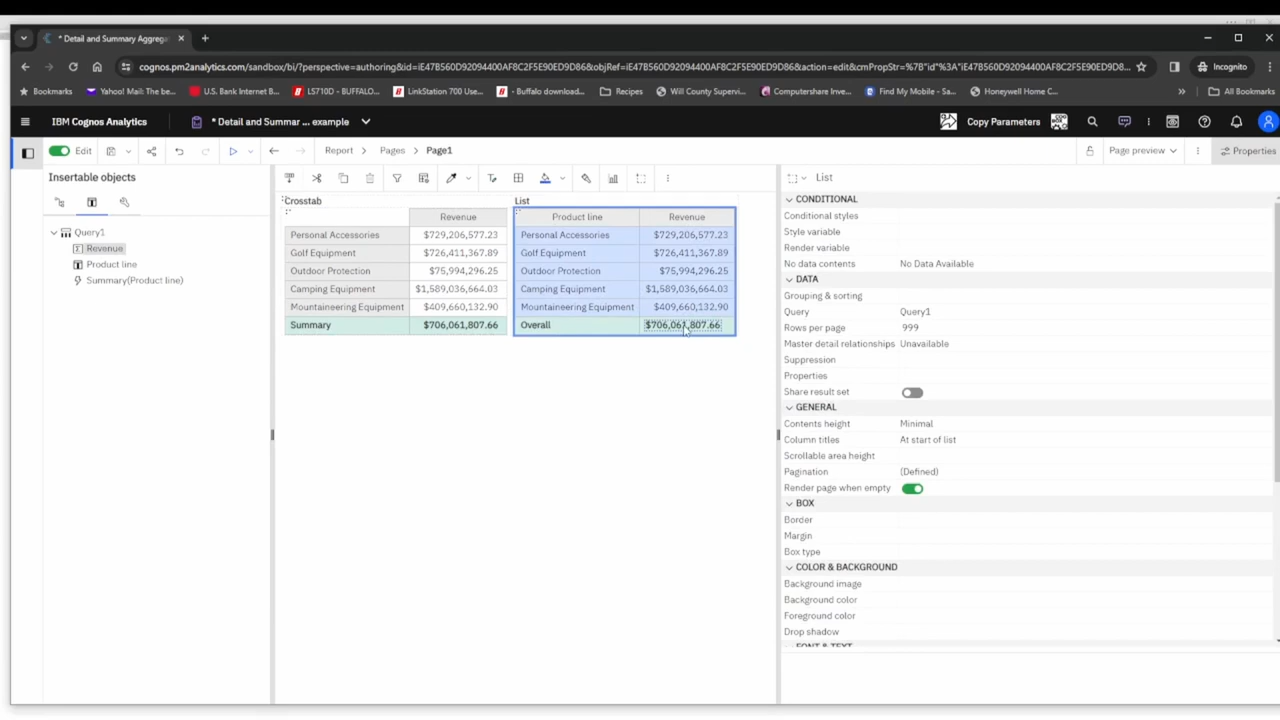 * Detail and Summary Aggreg
cognos.pm2analytics.com/sandbox/bi/?perspective=authoring&id=iE47B560D92094400AF8C2F5E90ED9D86&objRef=iE47B560D92094400AF8C2F5E90ED9D86&action=edit&cmPropStr=%7B"id"%3A"iE47B560D92094400AF8C2F5E90ED9D8...
Incognito
Bookmarks
Yahoo! Mail: The be...
U.S. Bank Internet B...
LS710D - BUFFALO...
LinkStation 700 Use...
- Buffalo download...
Recipes
Will County Supervi...
Computershare Inve...
Find My Mobile - Sa...
Honeywell Home C...
All Bookmarks
IBM Cognos Analytics
* Detail and Summar ... example
Copy Parameters
Edit
Report
Pages
Page1
Page preview
Properties
Insertable objects
Query1
Revenue
Product line
Summary(Product line)
Crosstab
Revenue
Personal Accessories $729,206,577.23
Golf Equipment $726,411,367.89
Outdoor Protection $75,994,296.25
Camping Equipment $1,589,036,664.03
Mountaineering Equipment $409,660,132.90
Summary $706,061,807.66
List
Product line Revenue
Personal Accessories $729,206,577.23
Golf Equipment $726,411,367.89
Outdoor Protection $75,994,296.25
Camping Equipment $1,589,036,664.03
Mountaineering Equipment $409,660,132.90
Overall $706,061,807.66
List
CONDITIONAL
Conditional styles
Style variable
Render variable
No data contents No Data Available
DATA
Grouping & sorting
Query Query1
Rows per page 999
Master detail relationships Unavailable
Suppression
Properties
Share result set
GENERAL
Contents height Minimal
Column titles At start of list
Scrollable area height
Pagination (Defined)
Render page when empty
BOX
Border
Margin
Box type
COLOR & BACKGROUND
Background image
Background color
Foreground color
Drop shadow
FONT & TEXT